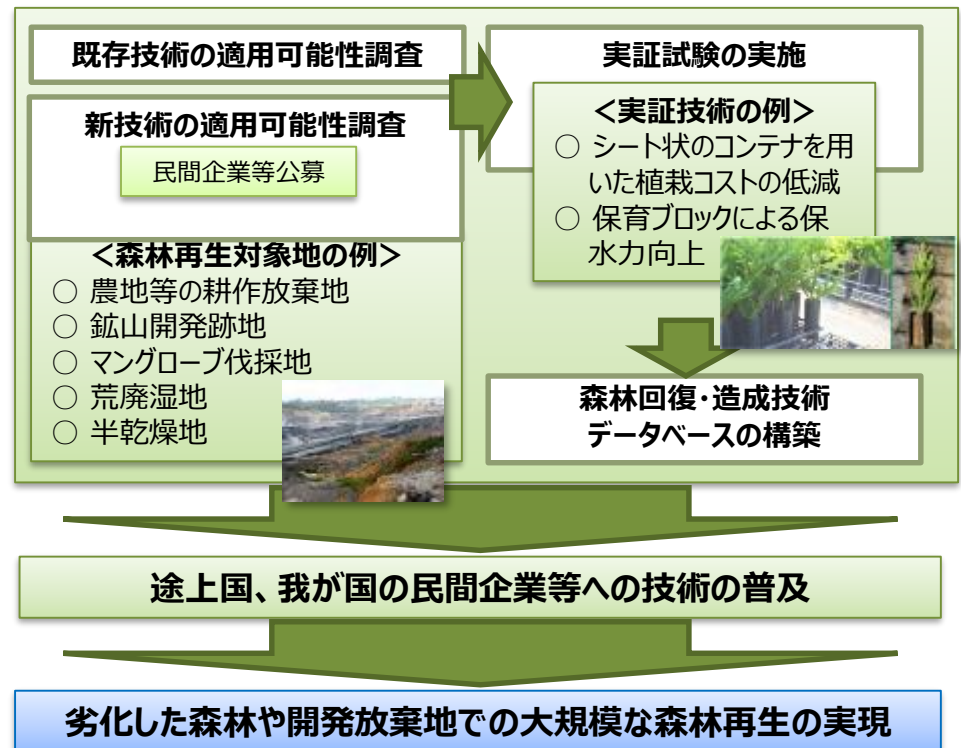 既存技術の適用可能性調査
新技術の適用可能性調査
民間企業等公募
<森林再生対象地の例>
○ 農地等の耕作放棄地
○ 鉱山開発跡地
○ マングローブ伐採地
○ 荒廃湿地
○ 半乾燥地
実証試験の実施
<実証技術の例>
○ シート状のコンテナを用
いた植栽コストの低減
○ 保育ブロックによる保
水力向上
森林回復・造成技術
データベースの構築
途上国、我が国の民間企業等への技術の普及
劣化した森林や開発放棄地での大規模な森林再生の実現